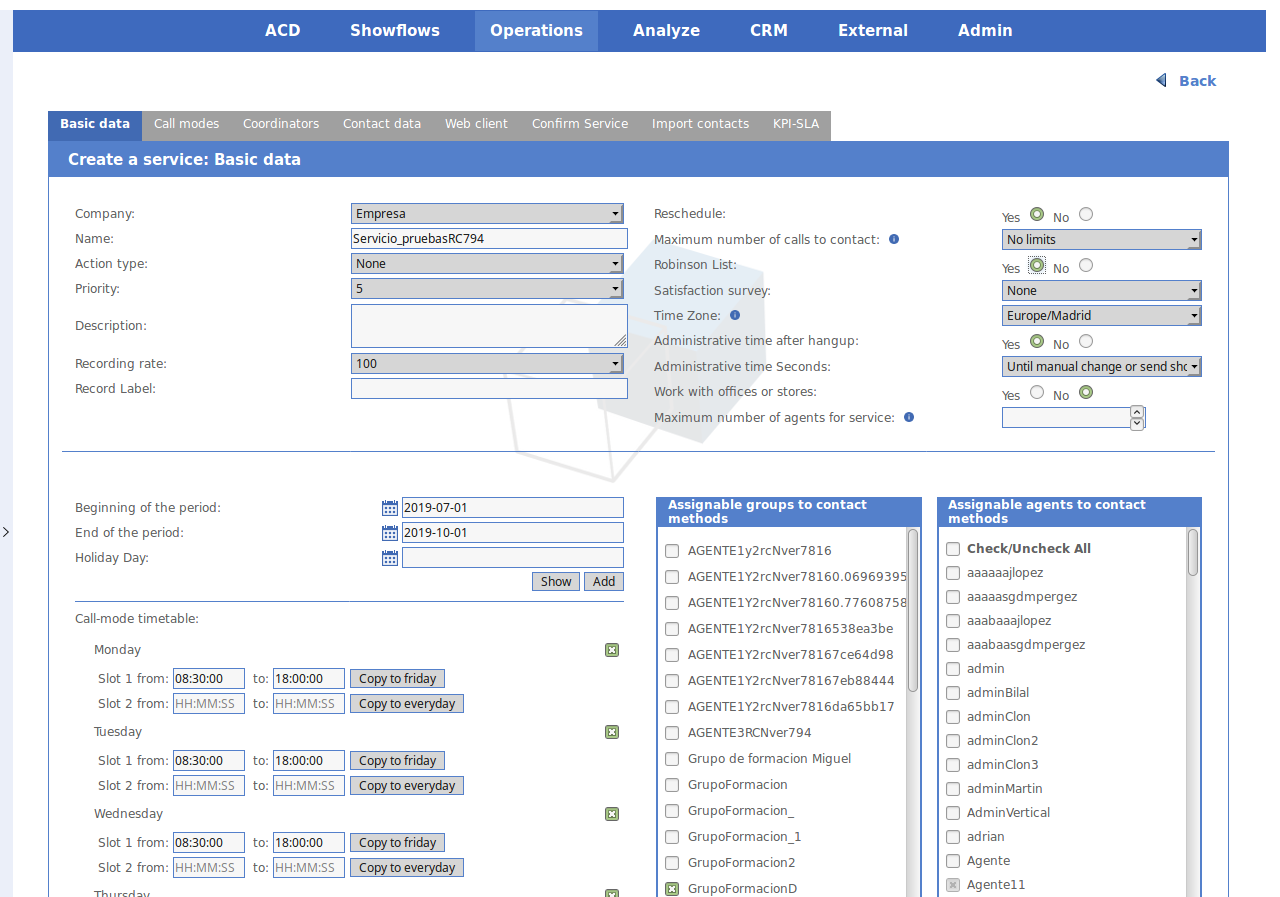 ACD Showflows Operations Analyze CRM External Admin
Back
Basic data Call modes Coordinators Contact data Web client Confirm Service Import contacts KPI-SLA
Create a service: Basic data
Company: Empresa
Name: Servicio_pruebasRC794
Action type: None
Priority: 5
Description:
Recording rate: 100
Record Label:
Reschedule: Yes No
Maximum number of calls to contact: No limits
Robinson List: Yes No
Satisfaction survey: None
Time Zone: Europe/Madrid
Administrative time after hangup: Yes No
Administrative time Seconds: Until manual change or send sho
Work with offices or stores: Yes No
Maximum number of agents for service:
Beginning of the period: 2019-07-01
End of the period: 2019-10-01
Holiday Day:
Show Add
Call-mode timetable:
Monday
Slot 1 from: 08:30:00 to: 18:00:00 Copy to friday
Slot 2 from: HH:MM:SS to: HH:MM:SS Copy to everyday
Tuesday
Slot 1 from: 08:30:00 to: 18:00:00 Copy to friday
Slot 2 from: HH:MM:SS to: HH:MM:SS Copy to everyday
Wednesday
Slot 1 from: 08:30:00 to: 18:00:00 Copy to friday
Slot 2 from: HH:MM:SS to: HH:MM:SS Copy to everyday
Thursday
Assignable groups to contact
methods
AGENTE1y2rcNver7816
AGENTE1Y2rcNver78160.06969395
AGENTE1Y2rcNver78160.77608758
AGENTE1Y2rcNver7816538ea3be
AGENTE1Y2rcNver78167ce64d98
AGENTE1Y2rcNver78167eb88444
AGENTE1Y2rcNver7816da65bb17
AGENTE3RCNver794
Grupo de formacion Miguel
GrupoFormacion
GrupoFormacion_
GrupoFormacion_1
GrupoFormacion2
GrupoFormacionD
Assignable agents to contact
methods
Check/Uncheck All
aaaaaajlopez
aaaaasgdmpergez
aaabaaajlopez
aaabaasgdmpergez
admin
adminBilal
adminClon
adminClon2
adminClon3
adminMartin
AdminVertical
adrian
Agente
Agente11